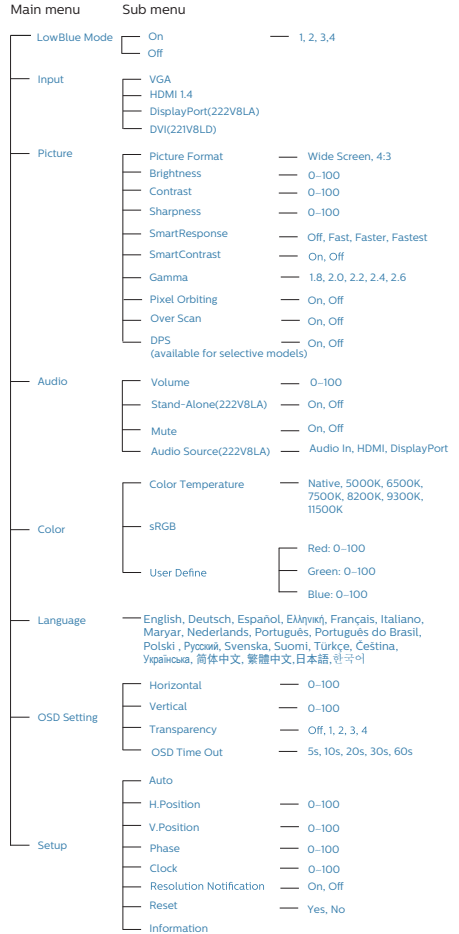 Main menu Sub menu
LowBlue Mode On 1, 2, 3,4
Off
Input VGA
HDMI 1.4
DisplayPort(222V8LA)
DVI(221V8LD)
Picture Picture Format Wide Screen, 4:3
Brightness 0–100
Contrast 0–100
Sharpness 0–100
SmartResponse Off, Fast, Faster, Fastest
SmartContrast On, Off
Gamma 1.8, 2.0, 2.2, 2.4, 2.6
Pixel Orbiting On, Off
Over Scan On, Off
DPS On, Off
(available for selective models)
Audio Volume 0–100
Stand-Alone(222V8LA) On, Off
Mute On, Off
Audio Source(222V8LA) Audio In, HDMI, DisplayPort
Color Temperature Native, 5000K, 6500K,
7500K, 8200K, 9300K,
11500K
Color sRGB
Red: 0–100
User Define Green: 0–100
Blue: 0–100
Language English, Deutsch, Español, Ελληνική, Français, Italiano,
Maryar, Nederlands, Português, Português do Brasil,
Polski , Русский, Svenska, Suomi, Türkçe, Čeština,
Українська, 简体中文, 繁體中文,日本語,한국어
Horizontal 0–100
OSD Setting Vertical 0–100
Transparency Off, 1, 2, 3, 4
OSD Time Out 5s, 10s, 20s, 30s, 60s
Auto
H.Position 0–100
V.Position 0–100
Setup Phase 0–100
Clock 0–100
Resolution Notification On, Off
Reset Yes, No
Information